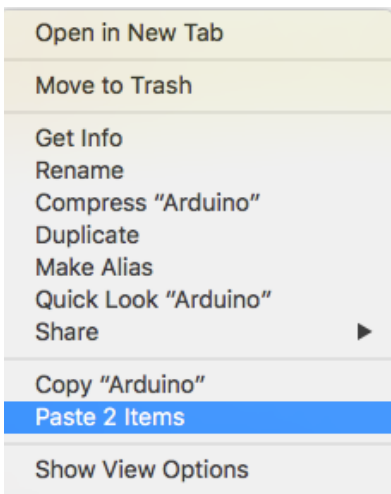 Open in New Tab
Move to Trash
Get Info
Rename
Compress “Arduino”
Duplicate
Make Alias
Quick Look “Arduino”
Share
Copy “Arduino”
Paste 2 Items
Show View Options